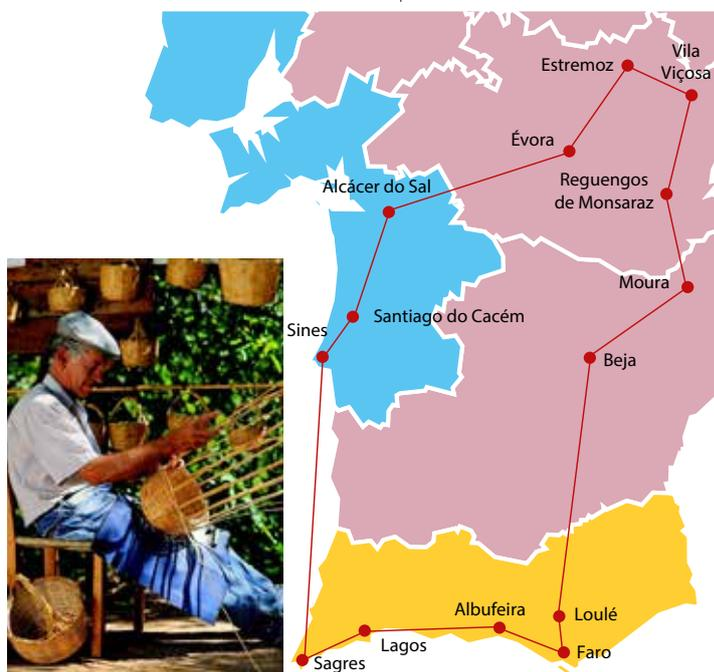 Vila
Viçosa
Estremoz
Évora
Reguengos
de Monsaraz
Alcácer do Sal
Moura
Santiago do Cacém
Sines
Beja
Albufeira
Loulé
Lagos
Faro
Sagres